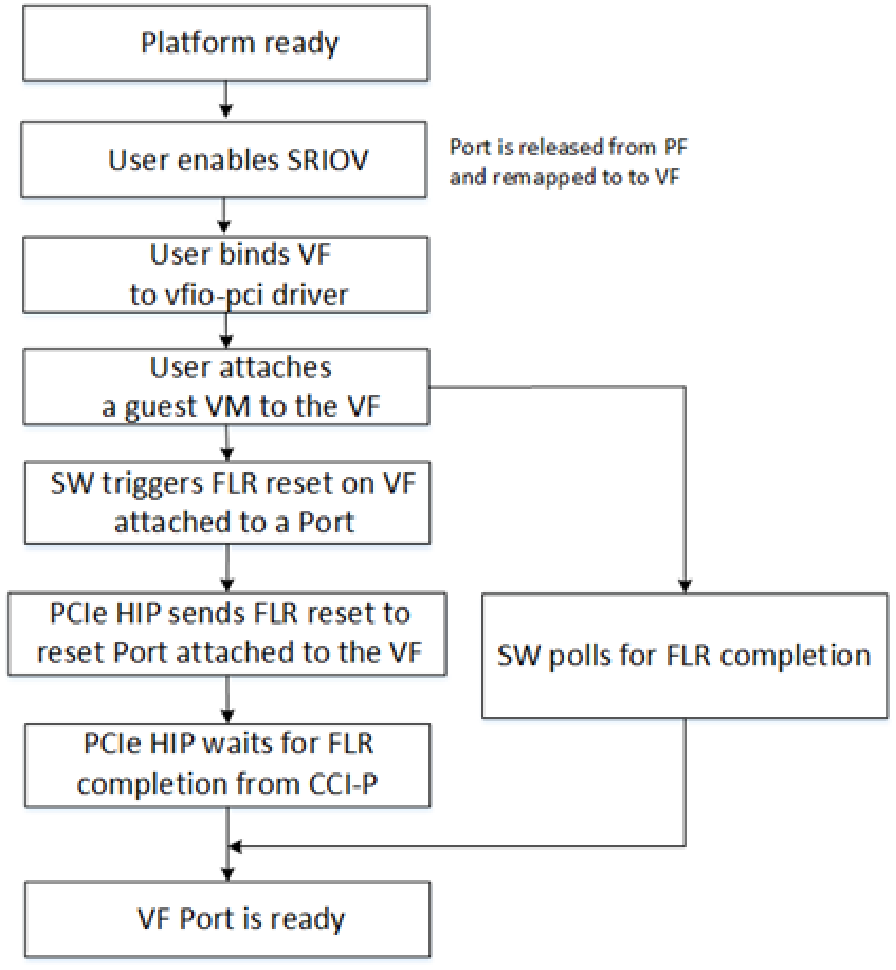 Platform ready
User enables SRIOV
Port is released from PF
and remapped to to VF
User binds VF
to vfio-pci driver
User attaches
a guest VM to the VF
SW triggers FLR reset on VF
attached to a Port
PCIe HIP sends FLR reset to
reset Port attached to the VF
SW polls for FLR completion
PCIe HIP waits for FLR
completion from CCI-P
VF Port is ready